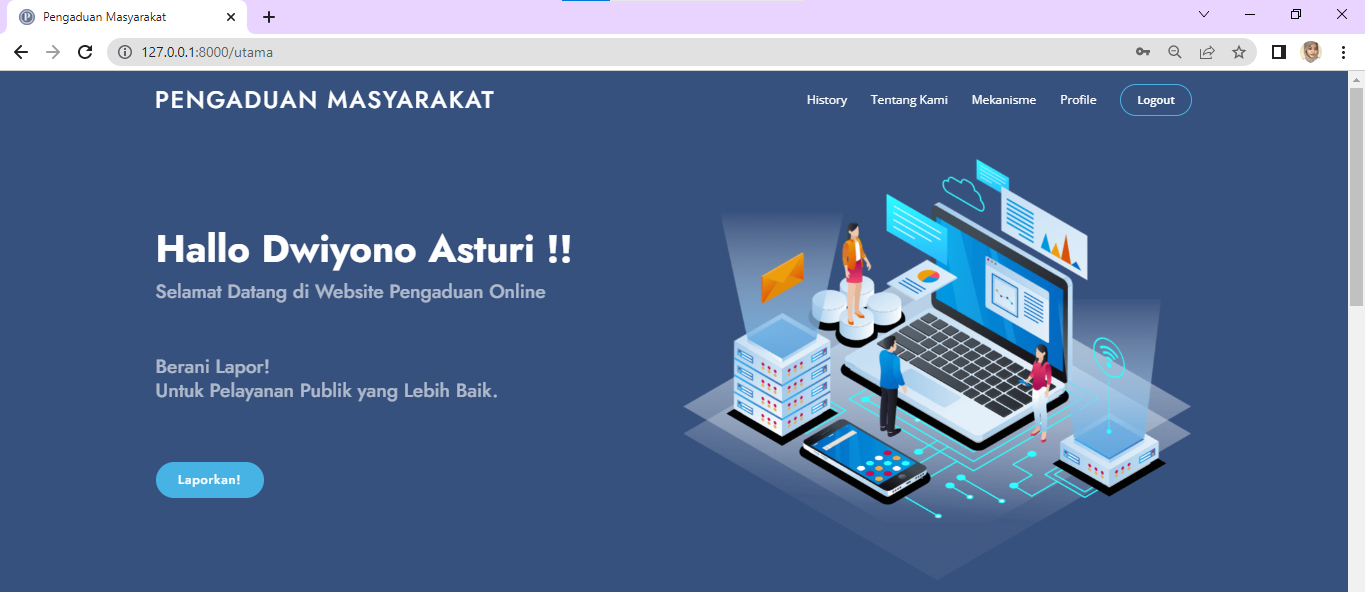 Pengaduan Masyarakat
127.0.0.1:8000/utama
PENGADUAN MASYARAKAT
History
Tentang Kami
Mekanisme
Profile
Logout
Hallo Dwiyono Asturi !!
Selamat Datang di Website Pengaduan Online
Berani Lapor!
Untuk Pelayanan Publik yang Lebih Baik.
Laporkan!